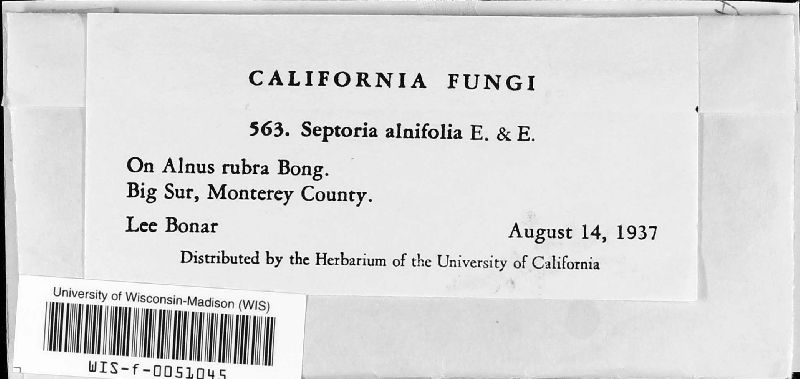 CALIFORNIA FUNGI
563. Septoria alnifolia E. & E.
On Alnus rubra Bong.
Big Sur, Monterey County.
Lee Bonar August 14, 1937
Distributed by the Herbarium of the University of California
University of Wisconsin-Madison (WIS)
WIS-f-0051045